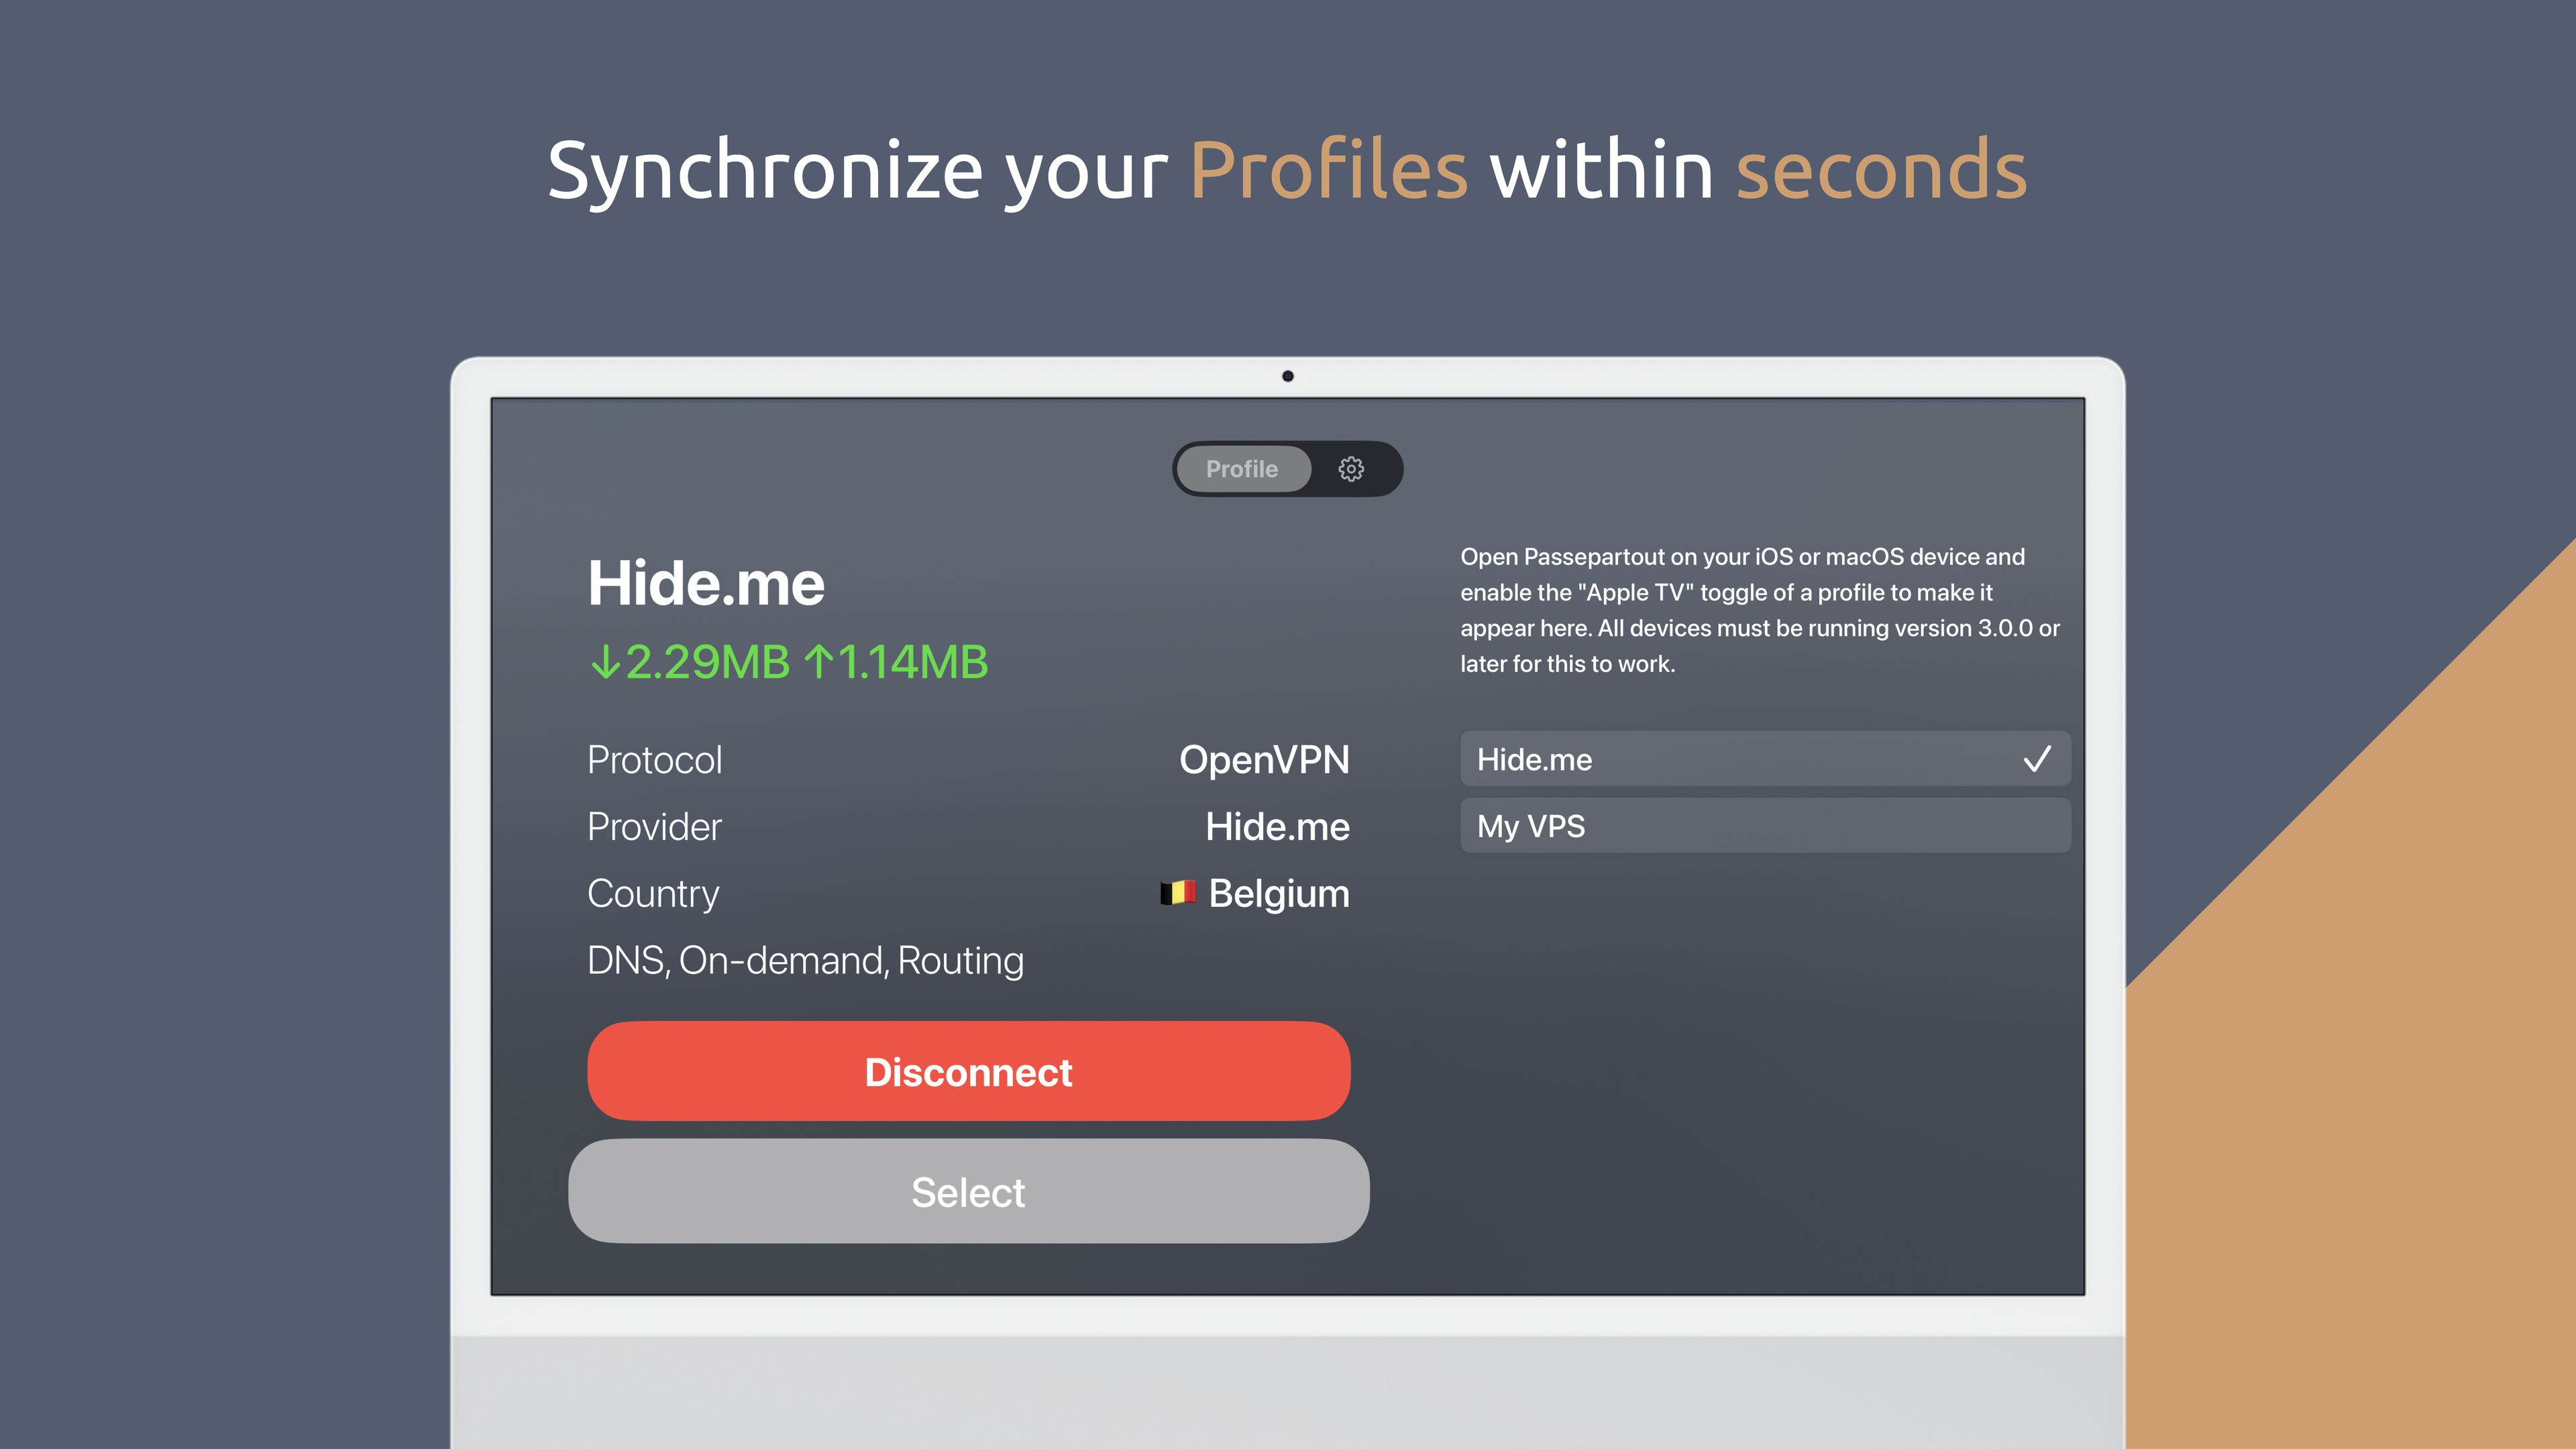 Synchronize your Profiles within seconds
Profile
Hide.me
↓2.29MB ↑1.14MB
Protocol OpenVPN
Provider Hide.me
Country 🇧🇪 Belgium
DNS, On-demand, Routing
Disconnect
Select
Open Passepartout on your iOS or macOS device and
enable the "Apple TV" toggle of a profile to make it
appear here. All devices must be running version 3.0.0 or
later for this to work.
Hide.me ✓
My VPS